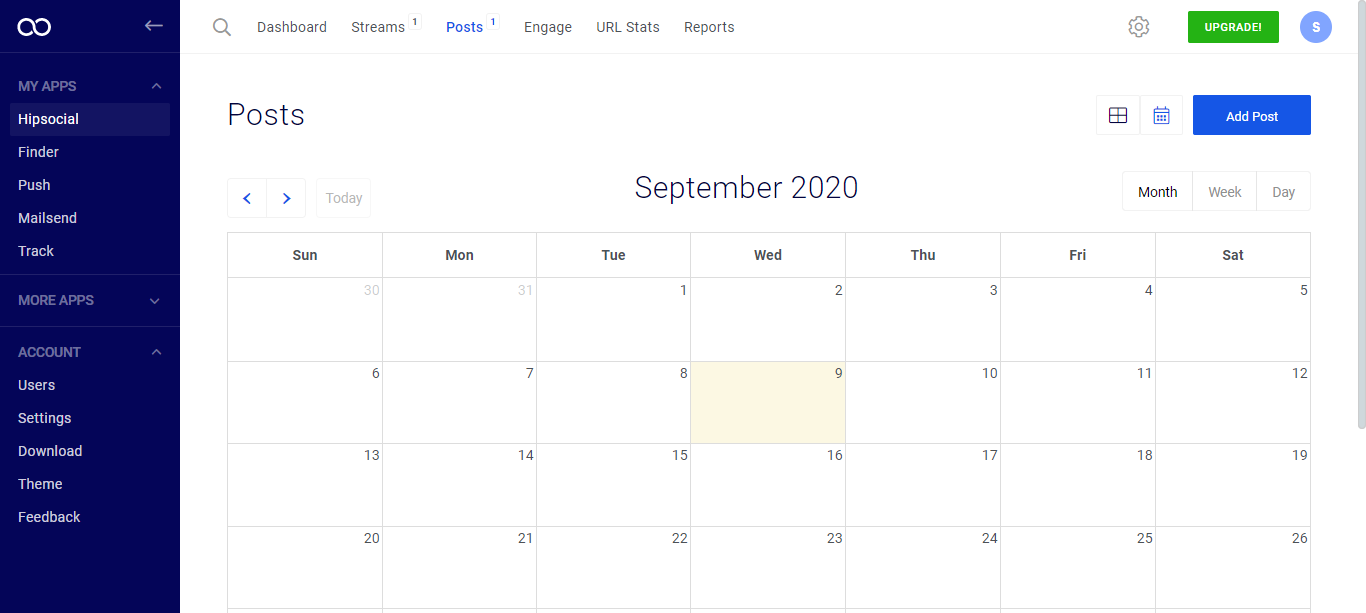 Dashboard Streams 1 Posts 1 Engage URL Stats Reports UPGRADE! S
MY APPS
Hipsocial
Finder
Push
Mailsend
Track
MORE APPS
ACCOUNT
Users
Settings
Download
Theme
Feedback
Posts
Add Post
Today
September 2020
Month Week Day
Sun Mon Tue Wed Thu Fri Sat
30 31 1 2 3 4 5
6 7 8 9 10 11 12
13 14 15 16 17 18 19
20 21 22 23 24 25 26